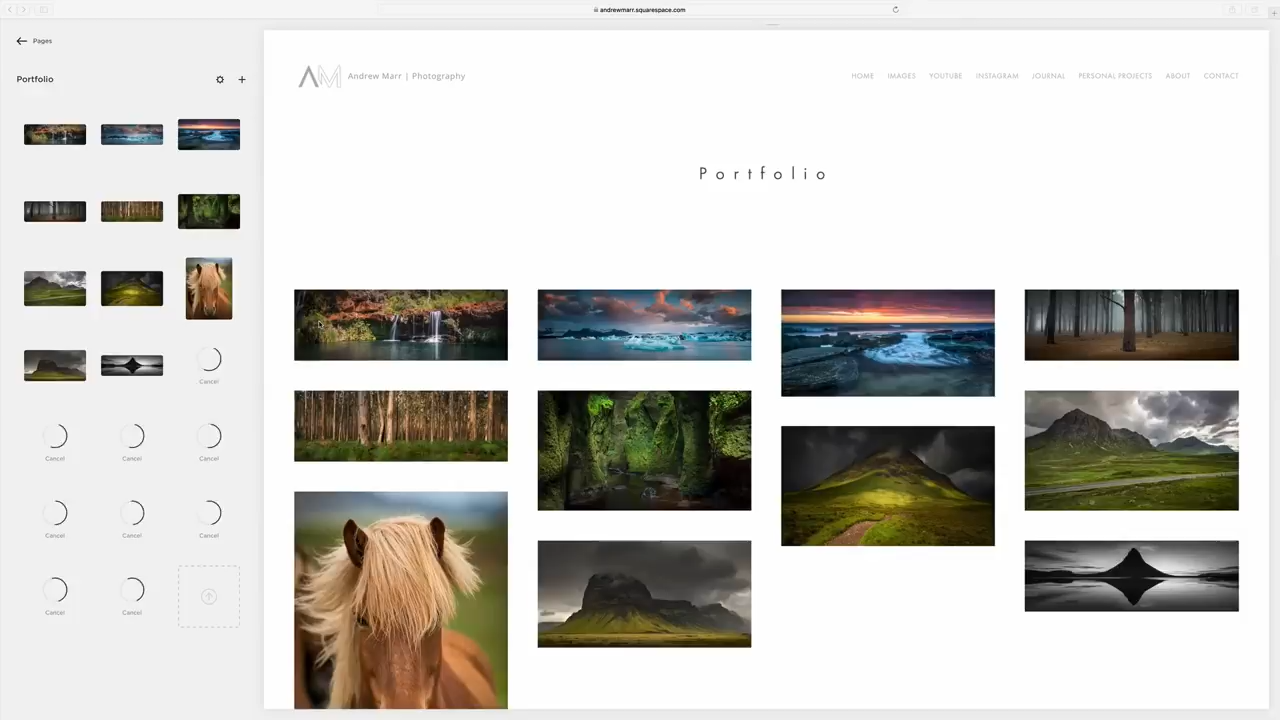 andrewmarr.squarespace.com
Pages
Portfolio
AM Andrew Marr | Photography
HOME IMAGES YOUTUBE INSTAGRAM JOURNAL PERSONAL PROJECTS ABOUT CONTACT
Portfolio
Cancel
Cancel Cancel Cancel
Cancel Cancel Cancel
Cancel Cancel